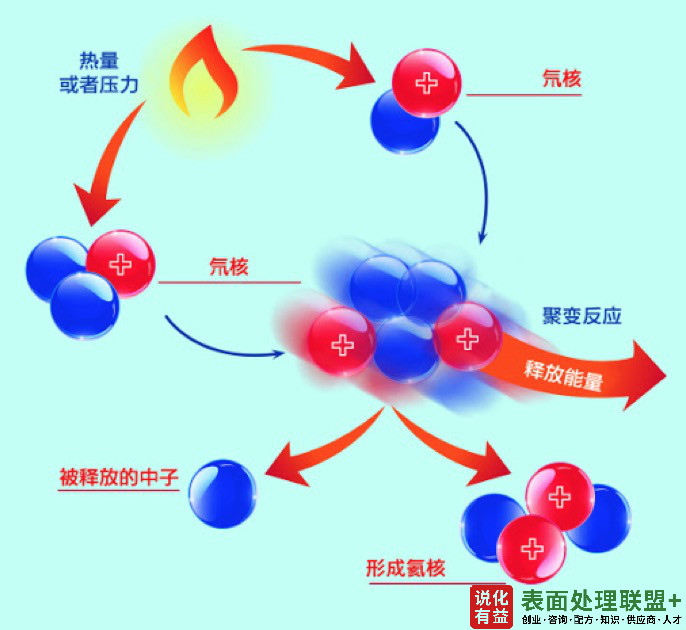 热量
或者压力
氘核
氘核
聚变反应
释放能量
被释放的中子
形成氦核
说化
有益
表面处理联盟+
创业·咨询·配方·知识·供应商·人才